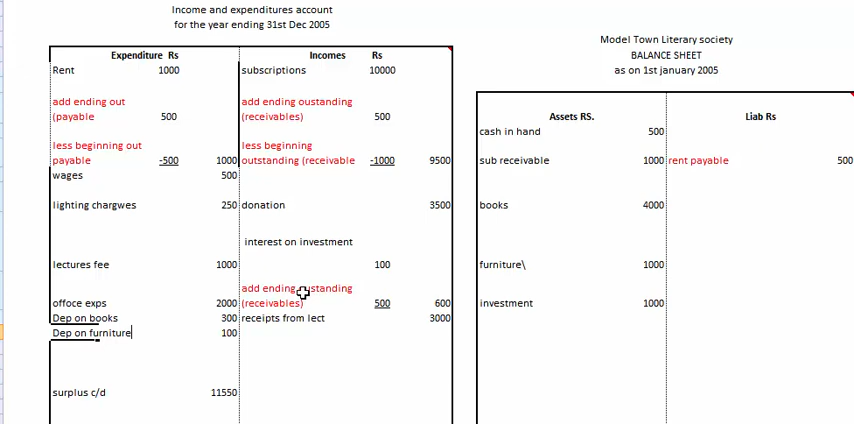 Income and expenditures account
for the year ending 31st Dec 2005
Expenditure Rs Incomes Rs
Rent 1000 subscriptions 10000
add ending out add ending oustanding
(payable 500 (receivables) 500
less beginning out less beginning
payable -500 1000 outstanding (receivable -1000 9500
wages 500
lighting chargwes 250 donation 3500
interest on investment
lectures fee 1000 100
add ending standing
offoce exps 2000 (receivables) 500 600
Dep on books 300 receipts from lect 3000
Dep on furniture 100
surplus c/d 11550
Model Town Literary society
BALANCE SHEET
as on 1st january 2005
Assets RS. Liab Rs
cash in hand 500
sub receivable 1000 rent payable 500
books 4000
furniture\ 1000
investment 1000